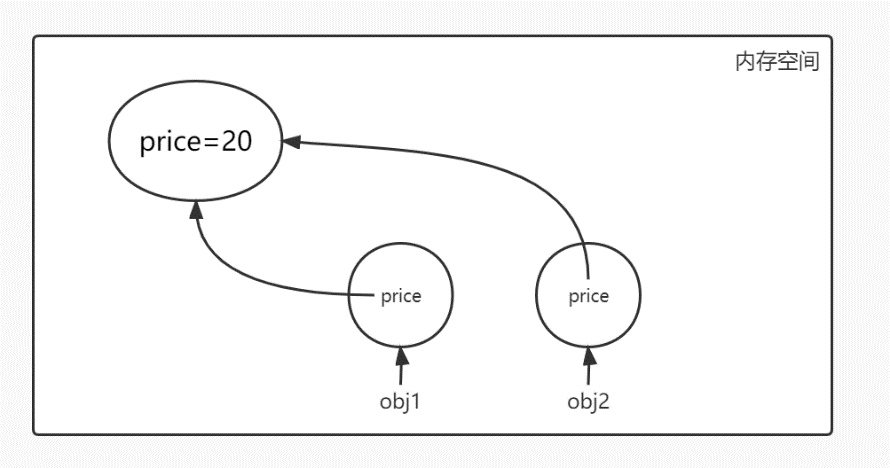 内存空间
price=20
price
price
obj1
obj2